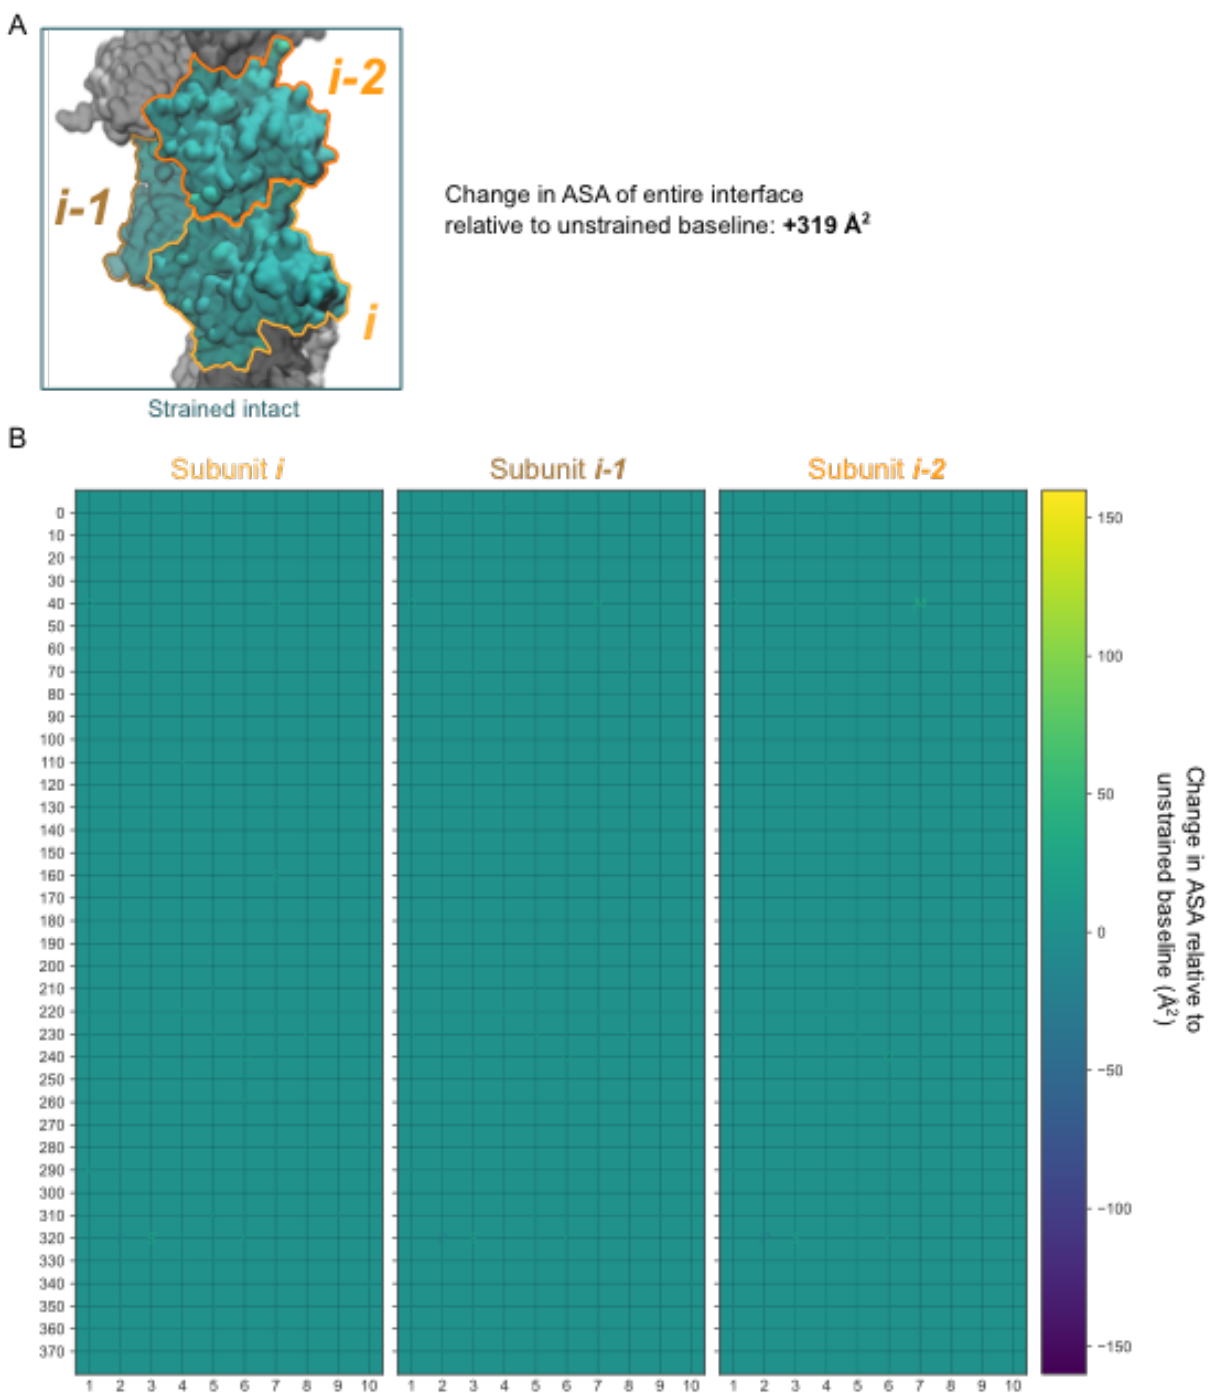 A
i-2
i-1
i
Strained intact
Change in ASA of entire interface
relative to unstrained baseline: +319 Å²
B
Subunit i
Subunit i-1
Subunit i-2
0
10
20
30
40
50
60
70
80
90
100
110
120
130
140
150
160
170
180
190
200
210
220
230
240
250
260
270
280
290
300
310
320
330
340
350
360
370
1 2 3 4 5 6 7 8 9 10
1 2 3 4 5 6 7 8 9 10
1 2 3 4 5 6 7 8 9 10
150
100
50
0
−50
−100
−150
Change in ASA relative to
unstrained baseline (Å²)